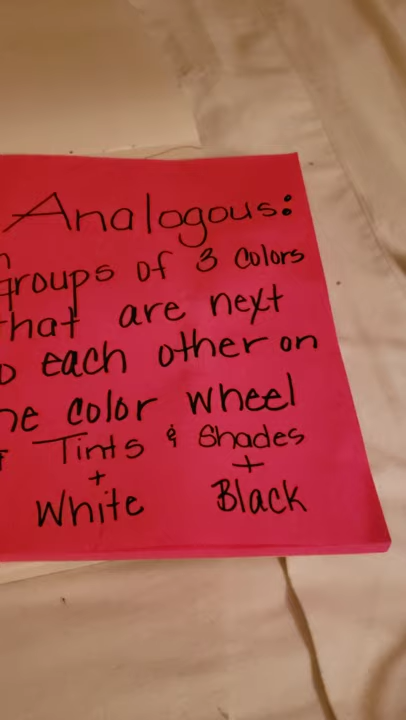 Analogous:
groups of 3 Colors
that are next
each other on
color wheel
Tints & Shades
+ +
White Black